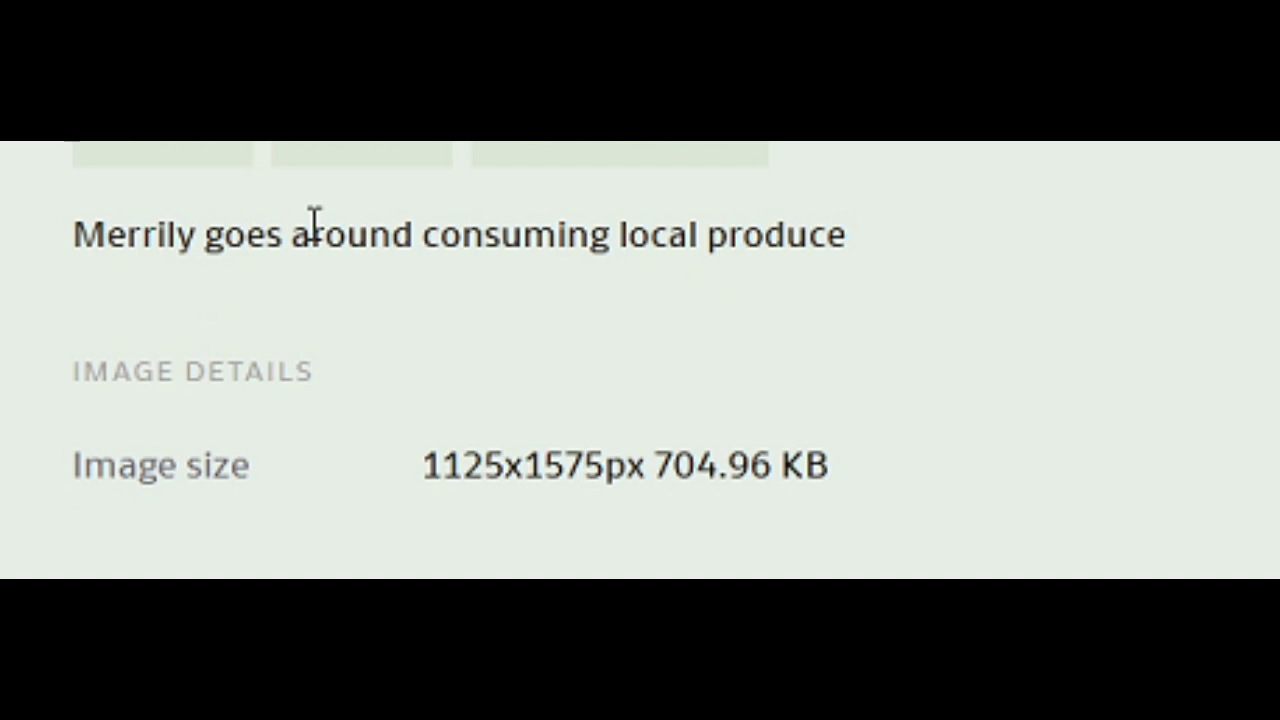 Merrily goes around consuming local produce
IMAGE DETAILS
Image size 1125x1575px 704.96 KB